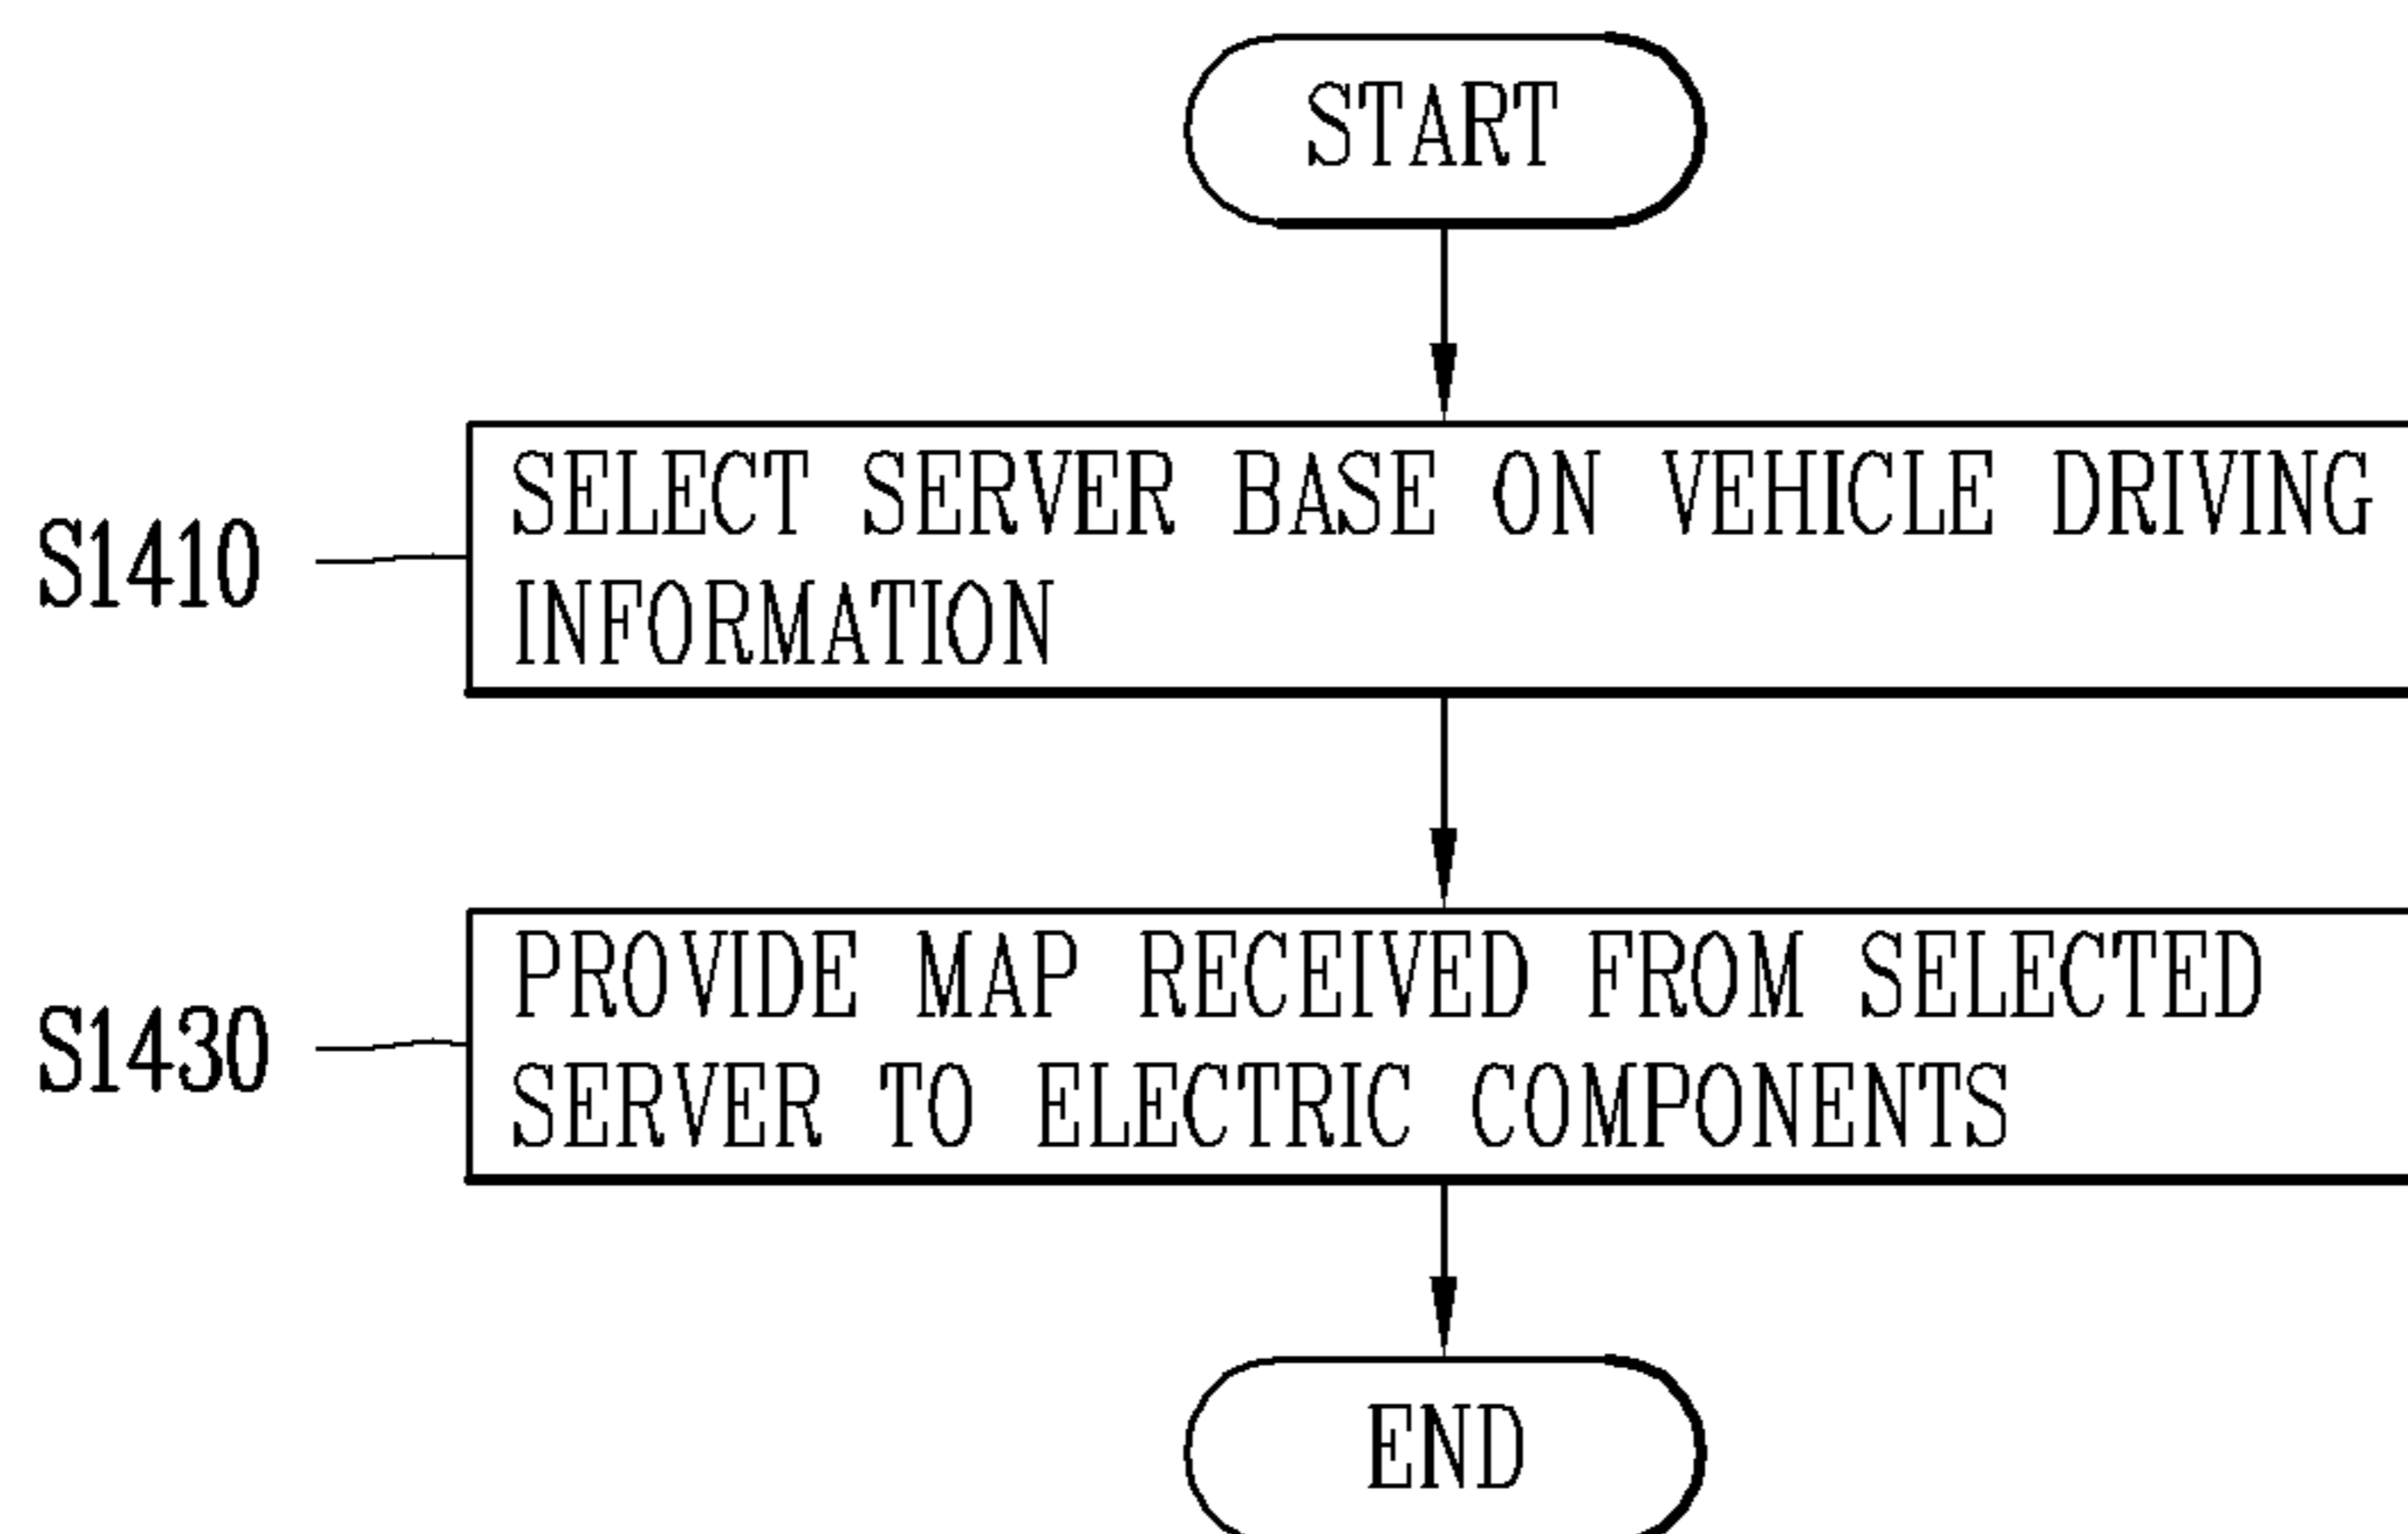 START
S1410
SELECT SERVER BASE ON VEHICLE DRIVING
INFORMATION
S1430
PROVIDE MAP RECEIVED FROM SELECTED
SERVER TO ELECTRIC COMPONENTS
END